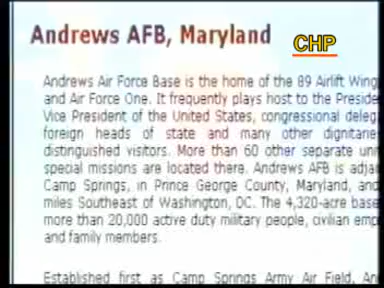 Andrews AFB, Maryland
CHP
Andrews Air Force Base is the home of the 89 Airlift Wing
and Air Force One. It frequently plays host to the Preside
Vice President of the United States, congressional deleg
foreign heads of state and many other dignitarie
distinguished visitors. More than 60 other separate uni
special missions are located there. Andrews AFB is adja
Camp Springs, in Prince George County, Maryland, and
miles Southeast of Washington, DC. The 4,320-acre base
more than 20,000 active duty military people, civilian emp
and family members.
Established first as Camp Springs Army Air Field, An